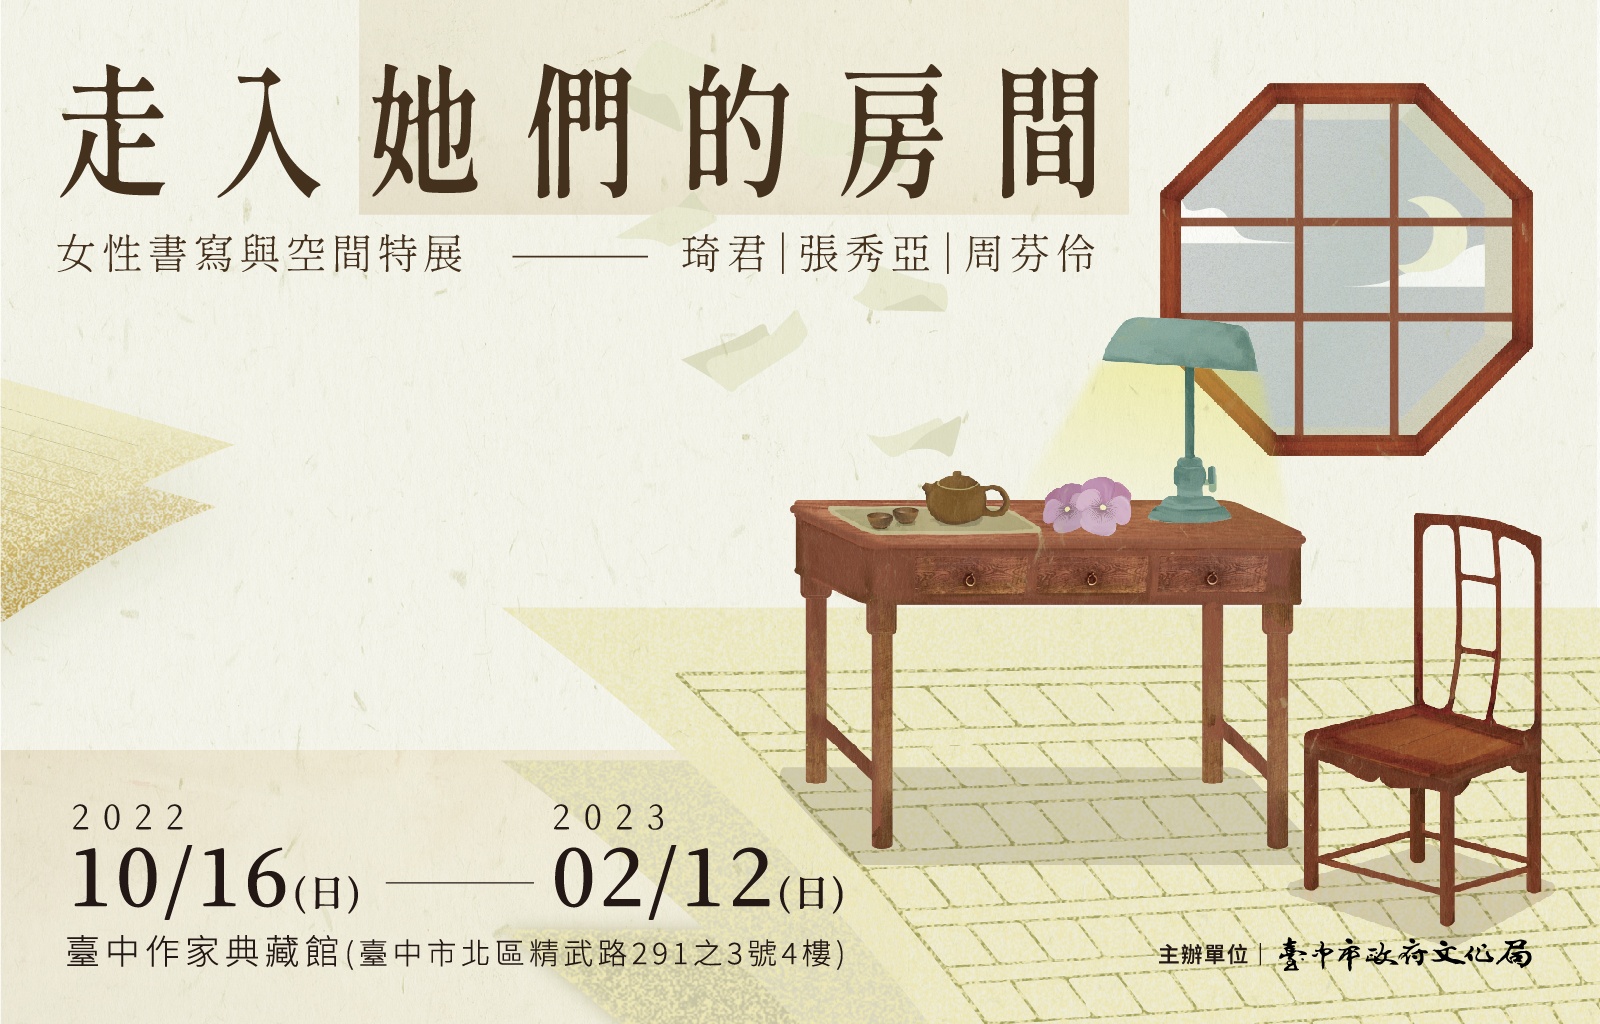 走入她們的房間
女性書寫與空間特展 —— 琦君|張秀亞|周芬伶
2022
10/16(日) —— 2023
02/12(日)
臺中作家典藏館(臺中市北區精武路291之3號4樓)
主辦單位|臺中市政府文化局